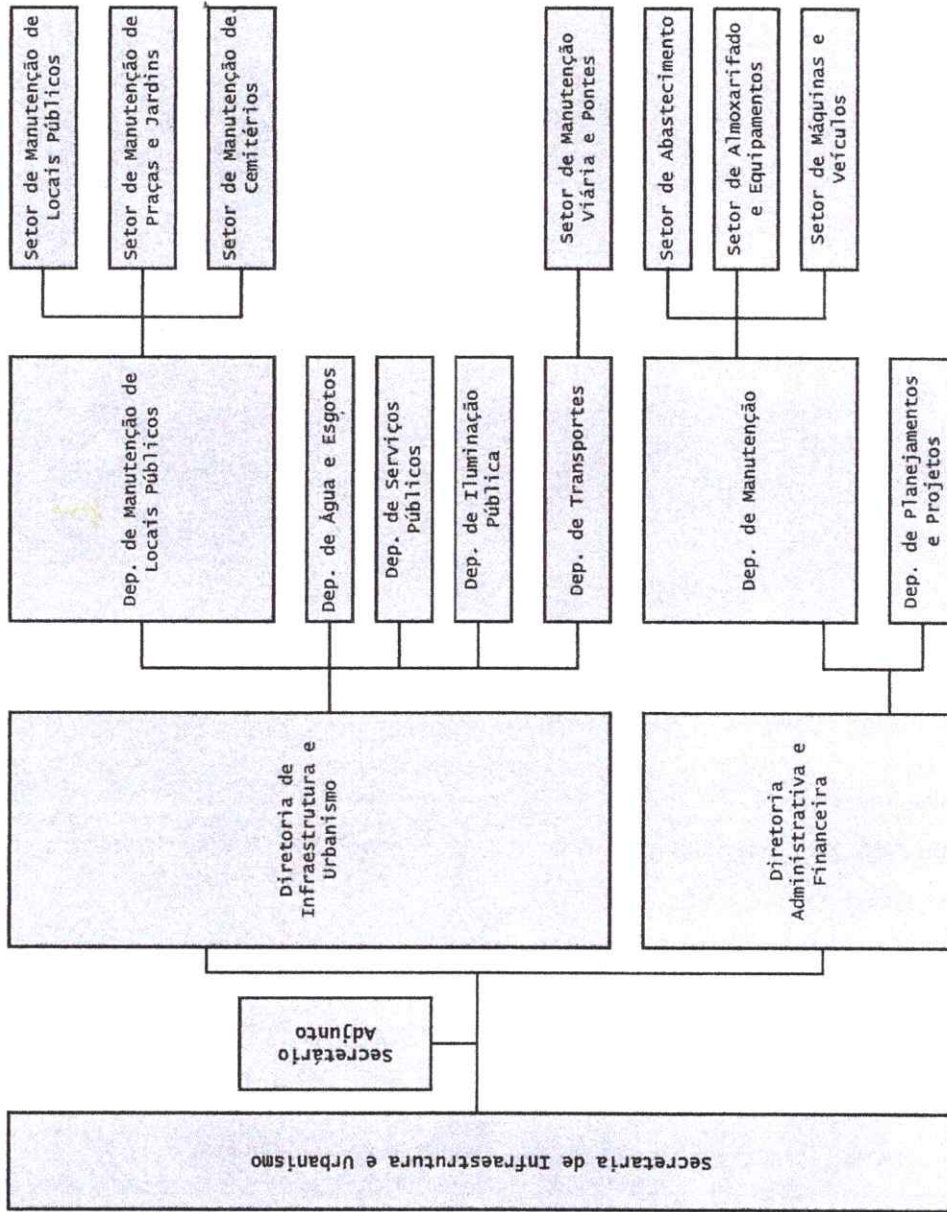 Secretaria de Infraestrutura e Urbanismo
Secretário
Adjunto
Diretoria de
Infraestrutura e
Urbanismo
Dep. de Manutenção de
Locais Públicos
Setor de Manutenção de
Locais Públicos
Setor de Manutenção de
Praças e Jardins
Setor de Manutenção de
Cemitérios
Dep. de Água e Esgotos
Dep. de Serviços
Públicos
Dep. de Iluminação
Pública
Dep. de Transportes
Setor de Manutenção
Viária e Pontes
Diretoria
Administrativa e
Financeira
Dep. de Manutenção
Setor de Abastecimento
Setor de Almoxarifado
e Equipamentos
Setor de Máquinas e
Veículos
Dep. de Planejamentos
e Projetos